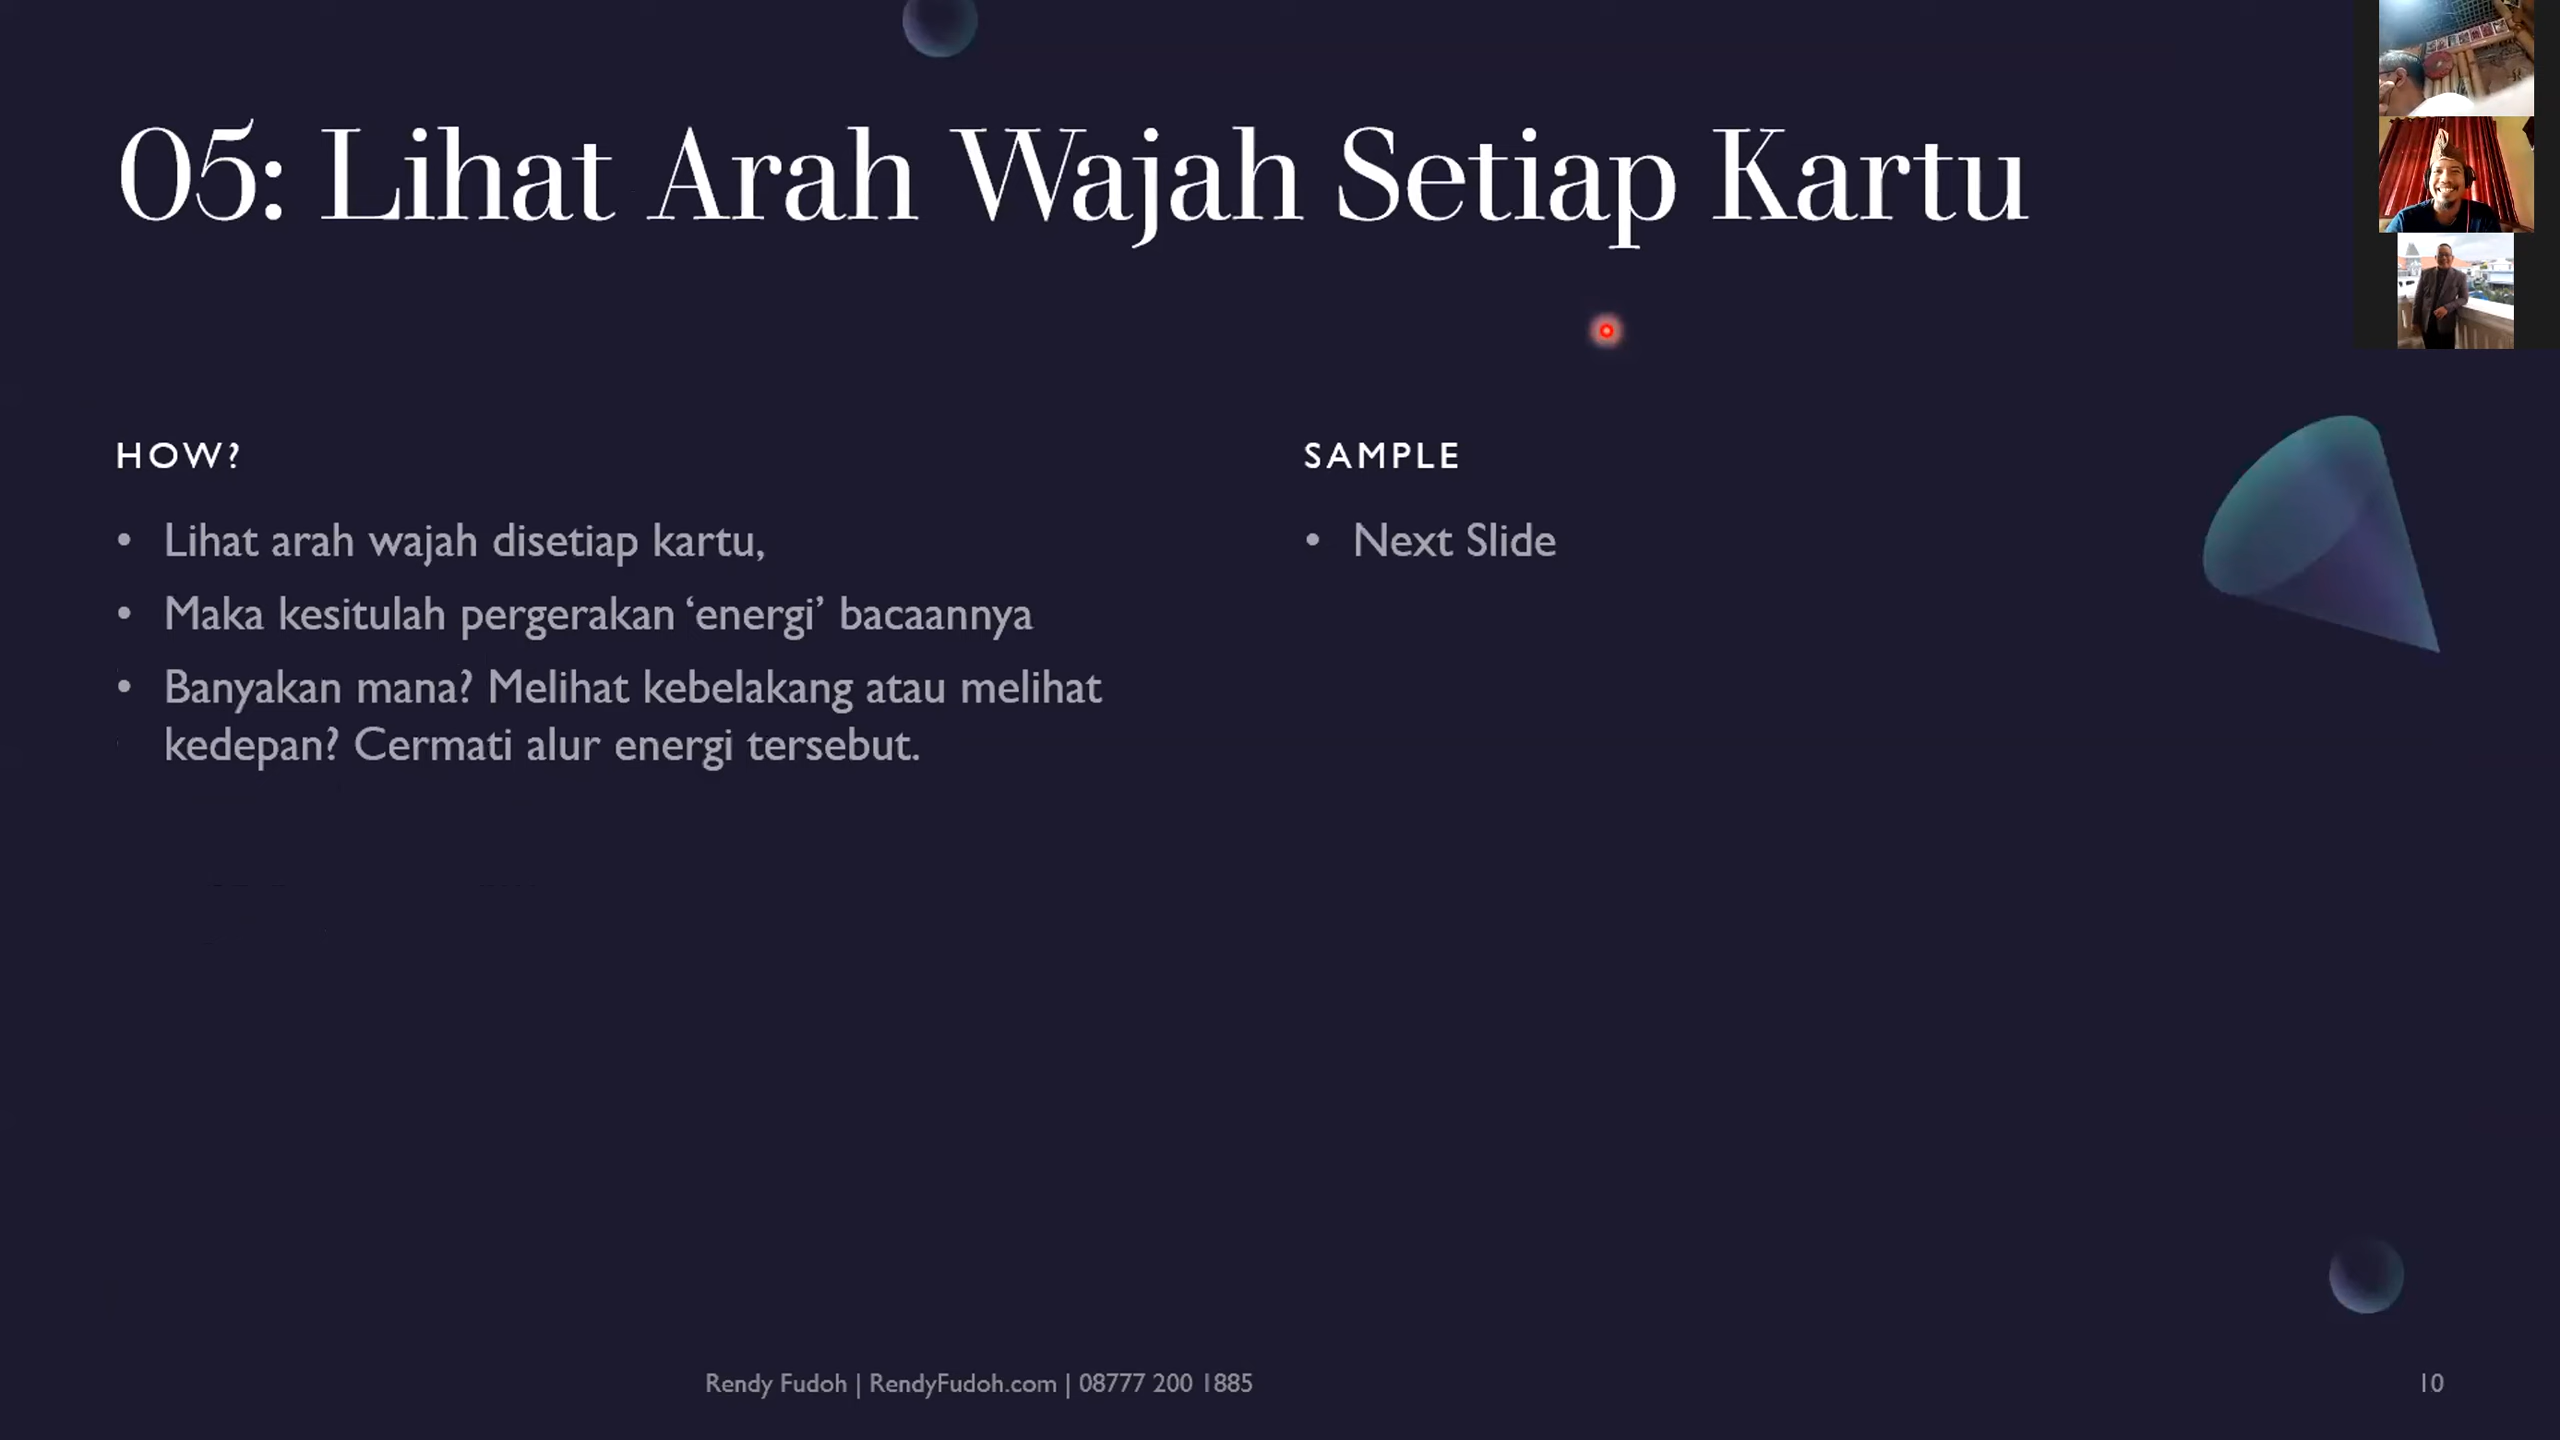 05: Lihat Arah Wajah Setiap Kartu
HOW?
• Lihat arah wajah disetiap kartu,
• Maka kesitulah pergerakan ‘energi’ bacaannya
• Banyakan mana? Melihat kebelakang atau melihat
kedepan? Cermati alur energi tersebut.
SAMPLE
• Next Slide
Rendy Fudoh | RendyFudoh.com | 08777 200 1885
10